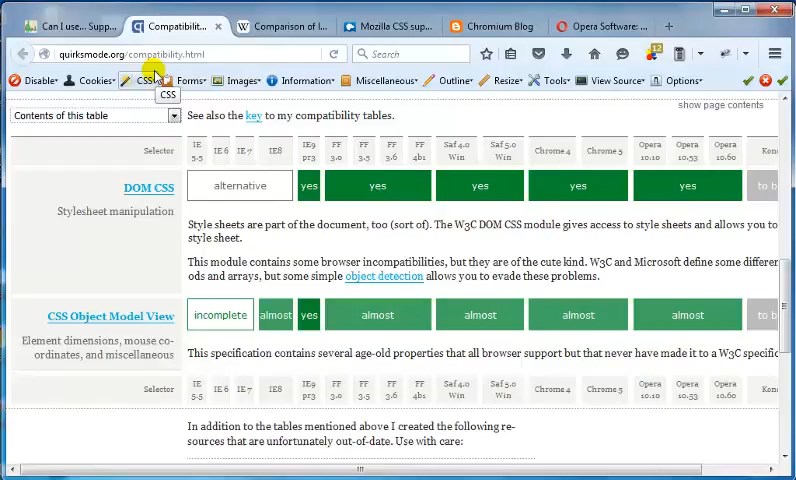 Can I use... Supp...
Compatibilit...
Comparison of l...
Mozilla CSS sup...
Chromium Blog
Opera Software: ...
quirksmode.org/compatibility.html
Search
12
Disable
Cookies
CSS
Forms
Images
Information
Miscellaneous
Outline
Resize
Tools
View Source
Options
CSS
show page contents
Contents of this table
See also the key to my compatibility tables.
Selector
IE 5.5
IE 6
IE 7
IE8
IE9 pr3
FF 3.0
FF 3.5
FF 3.6
FF 4b1
Saf 4.0 Win
Saf 5.0 Win
Chrome 4
Chrome 5
Opera 10.10
Opera 10.53
Opera 10.60
Kon
DOM CSS
alternative
yes
yes
yes
yes
yes
to b
Stylesheet manipulation
Style sheets are part of the document, too (sort of). The W3C DOM CSS module gives access to style sheets and allows you to
style sheet.
This module contains some browser incompatibilities, but they are of the cute kind. W3C and Microsoft define some differen
ods and arrays, but some simple object detection allows you to evade these problems.
CSS Object Model View
incomplete
almost
yes
almost
almost
almost
almost
to b
Element dimensions, mouse co-
ordinates, and miscellaneous
This specification contains several age-old properties that all browser support but that never have made it to a W3C specific
Selector
IE 5.5
IE 6
IE 7
IE8
IE9 pr3
FF 3.0
FF 3.5
FF 3.6
FF 4b1
Saf 4.0 Win
Saf 5.0 Win
Chrome 4
Chrome 5
Opera 10.10
Opera 10.53
Opera 10.60
Kon
In addition to the tables mentioned above I created the following re-
sources that are unfortunately out-of-date. Use with care: